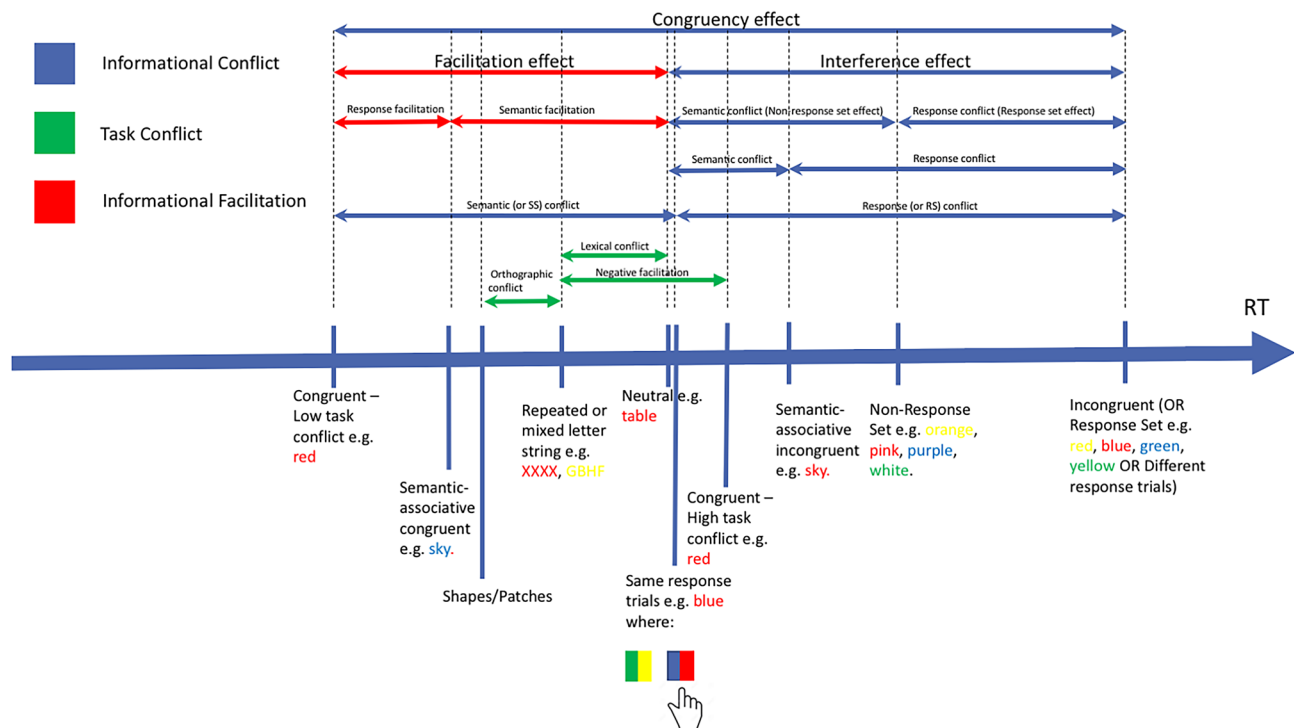 Congruency effect
Informational Conflict
Facilitation effect
Interference effect
Response facilitation
Semantic facilitation
Semantic conflict (Non-response set effect)
Response conflict (Response set effect)
Task Conflict
Semantic conflict
Response conflict
Informational Facilitation
Semantic (or SS) conflict
Response (or RS) conflict
Lexical conflict
Orthographic
conflict
Negative facilitation
RT
Congruent –
Low task
conflict e.g.
red
Semantic-
associative
congruent
e.g. sky.
Shapes/Patches
Repeated or
mixed letter
string e.g.
XXXX, GBHF
Neutral e.g.
table
Same response
trials e.g. blue
where:
Congruent –
High task
conflict e.g.
red
Semantic-
associative
incongruent
e.g. sky.
Non-Response
Set e.g. orange,
pink, purple,
white.
Incongruent (OR
Response Set e.g.
red, blue, green,
yellow OR Different
response trials)